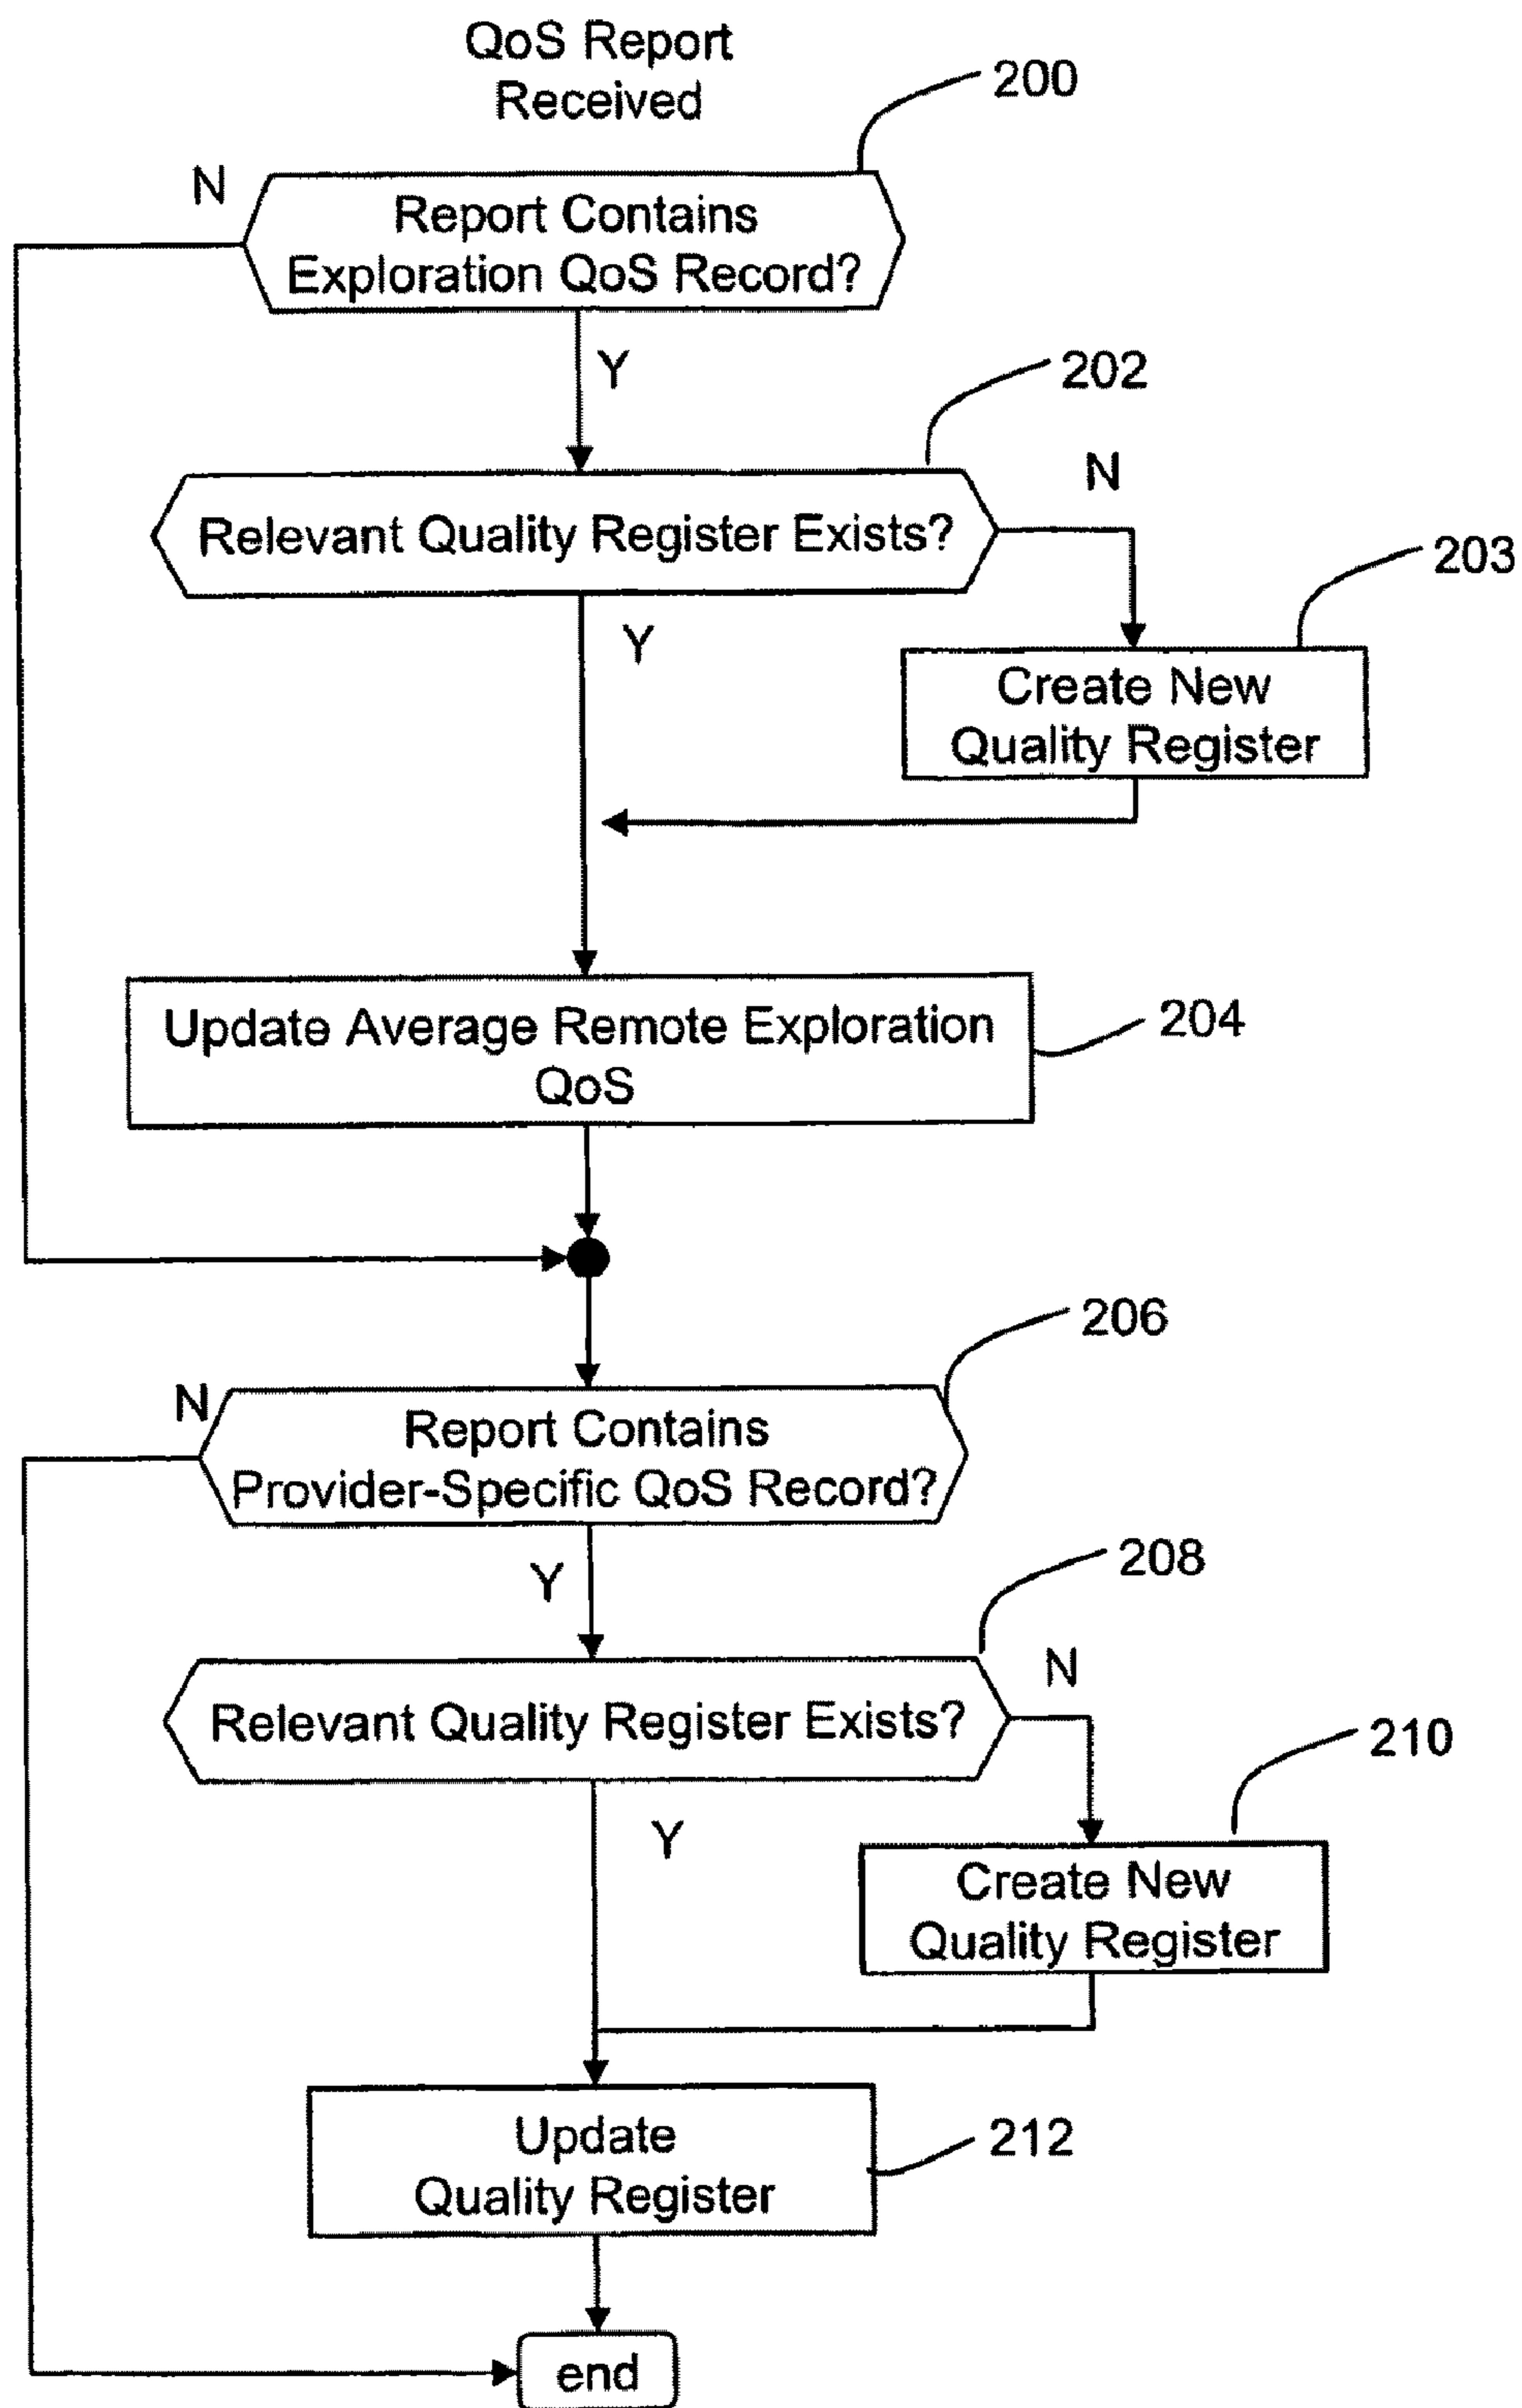 QoS Report
Received
200
N
Report Contains
Exploration QoS Record?
Y
202
N
Relevant Quality Register Exists?
203
Y
Create New
Quality Register
Update Average Remote Exploration
QoS
204
206
N
Report Contains
Provider-Specific QoS Record?
208
Y
N
Relevant Quality Register Exists?
210
Y
Create New
Quality Register
Update
Quality Register
212
end